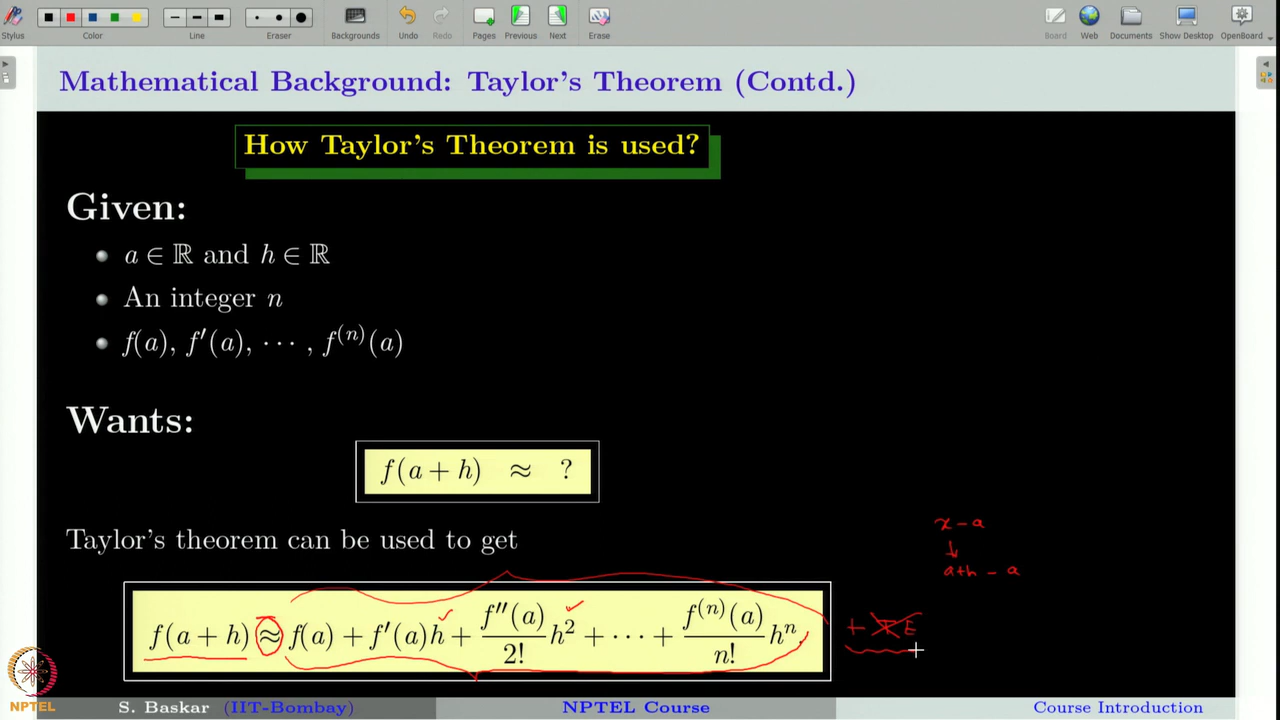 Stylus Color Line Eraser Backgrounds Undo Redo Pages Previous Next Erase Board Web Documents Show Desktop OpenBoard
Mathematical Background: Taylor's Theorem (Contd.)
How Taylor's Theorem is used?
Given:
a ∈ ℝ and h ∈ ℝ
An integer n
f(a), f′(a), ⋯ , f⁽ⁿ⁾(a)
Wants:
f(a + h) ≈ ?
x – a
↓
a+h – a
Taylor's theorem can be used to get
f(a + h) ≈ f(a) + f′(a)h + f″(a)/2! h² + ⋯ + f⁽ⁿ⁾(a)/n! hⁿ
NPTEL
S. Baskar (IIT-Bombay) NPTEL Course Course Introduction